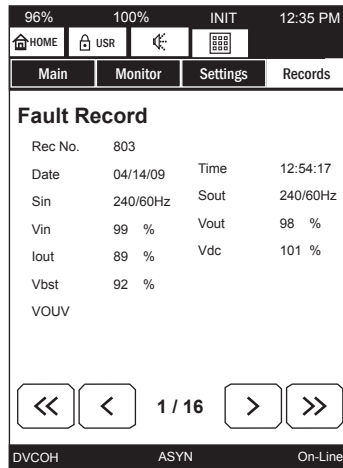 96% 100% INIT 12:35 PM
HOME USR
Main Monitor Settings Records
Fault Record
Rec No. 803
Date 04/14/09 Time 12:54:17
Sin 240/60Hz Sout 240/60Hz
Vin 99 % Vout 98 %
Iout 89 % Vdc 101 %
Vbst 92 %
VOUV
1 / 16
DVCOH ASYN On-Line